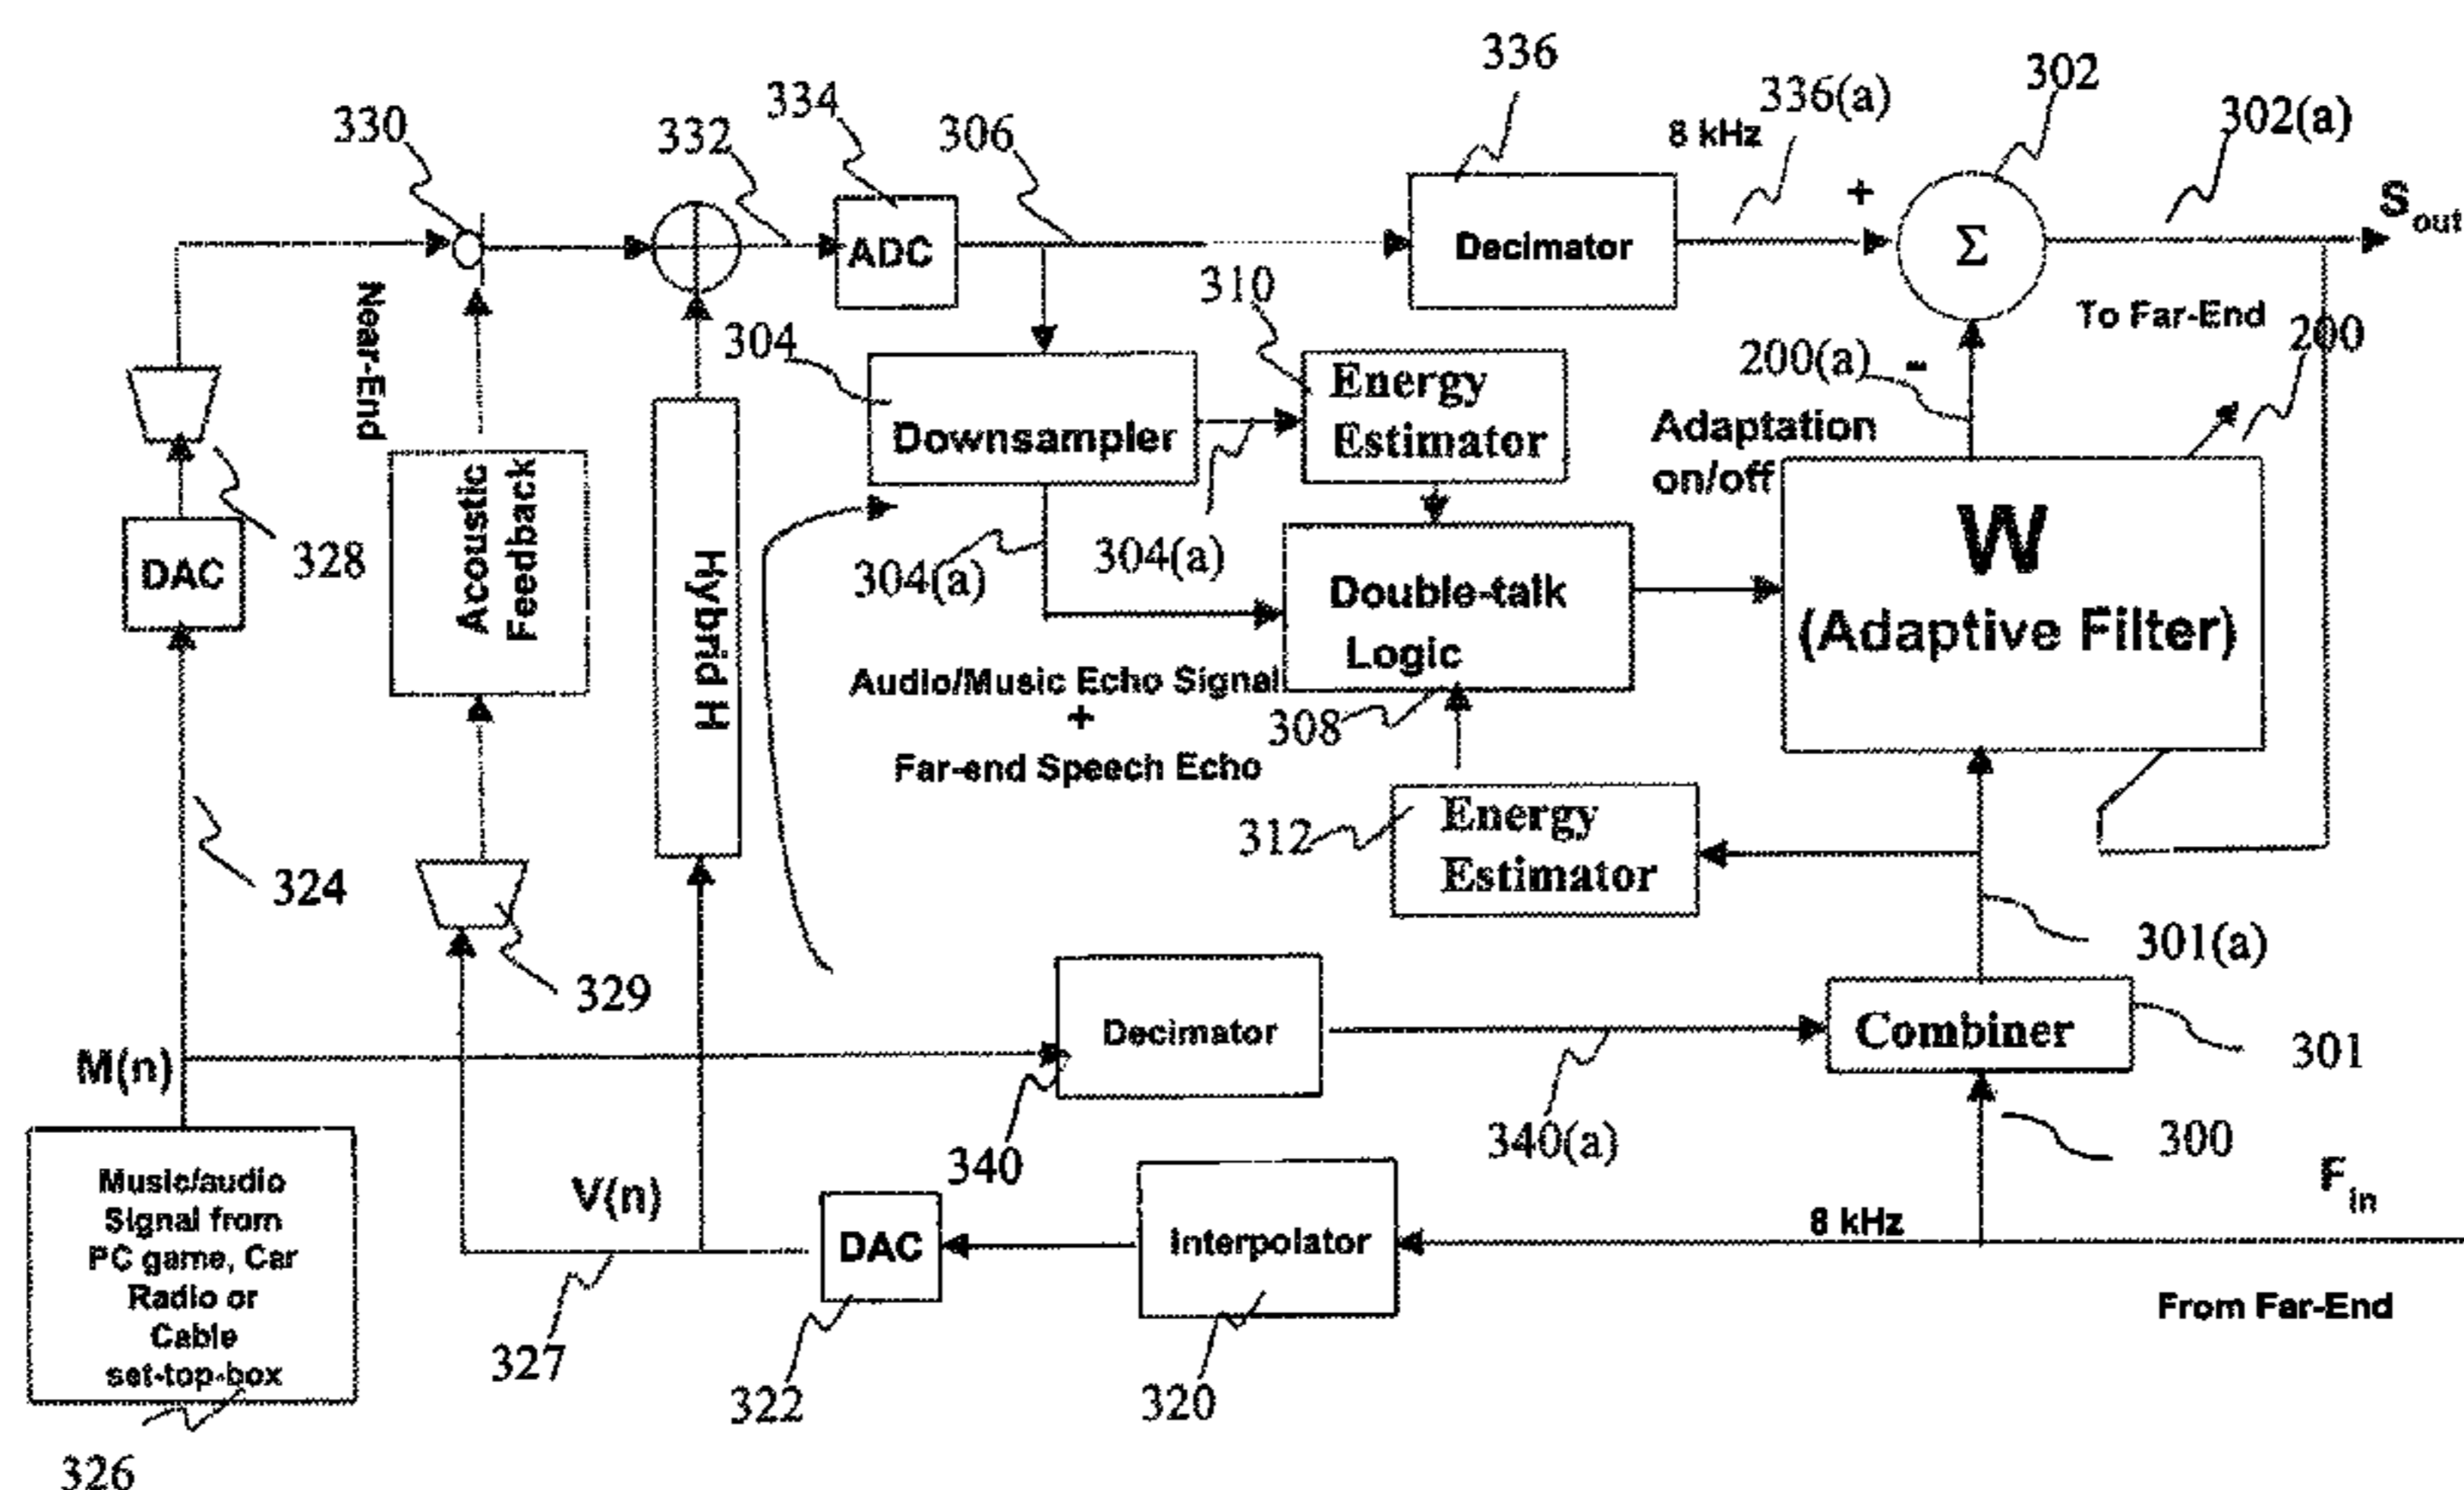 336
302
336(a)
334
8 kHz
302(a)
330
332
306
+
S out
ADC
Decimator
Σ
310
To Far-End
200
Near-End
304
200(a)
-
Energy
Estimator
Downsampler
Adaptation
on/off
Acoustic
Feedback
W
(Adaptive Filter)
DAC
328
304(a)
304(a)
Hybrid H
Double-talk
Logic
Audio/Music Echo Signal
+
Far-end Speech Echo
308
312
Energy
Estimator
324
329
301(a)
Decimator
Combiner
301
M(n)
340
340(a)
300
F in
Music/audio
Signal from
PC game, Car
Radio or
Cable
set-top-box
V(n)
DAC
Interpolator
8 kHz
From Far-End
327
322
320
326